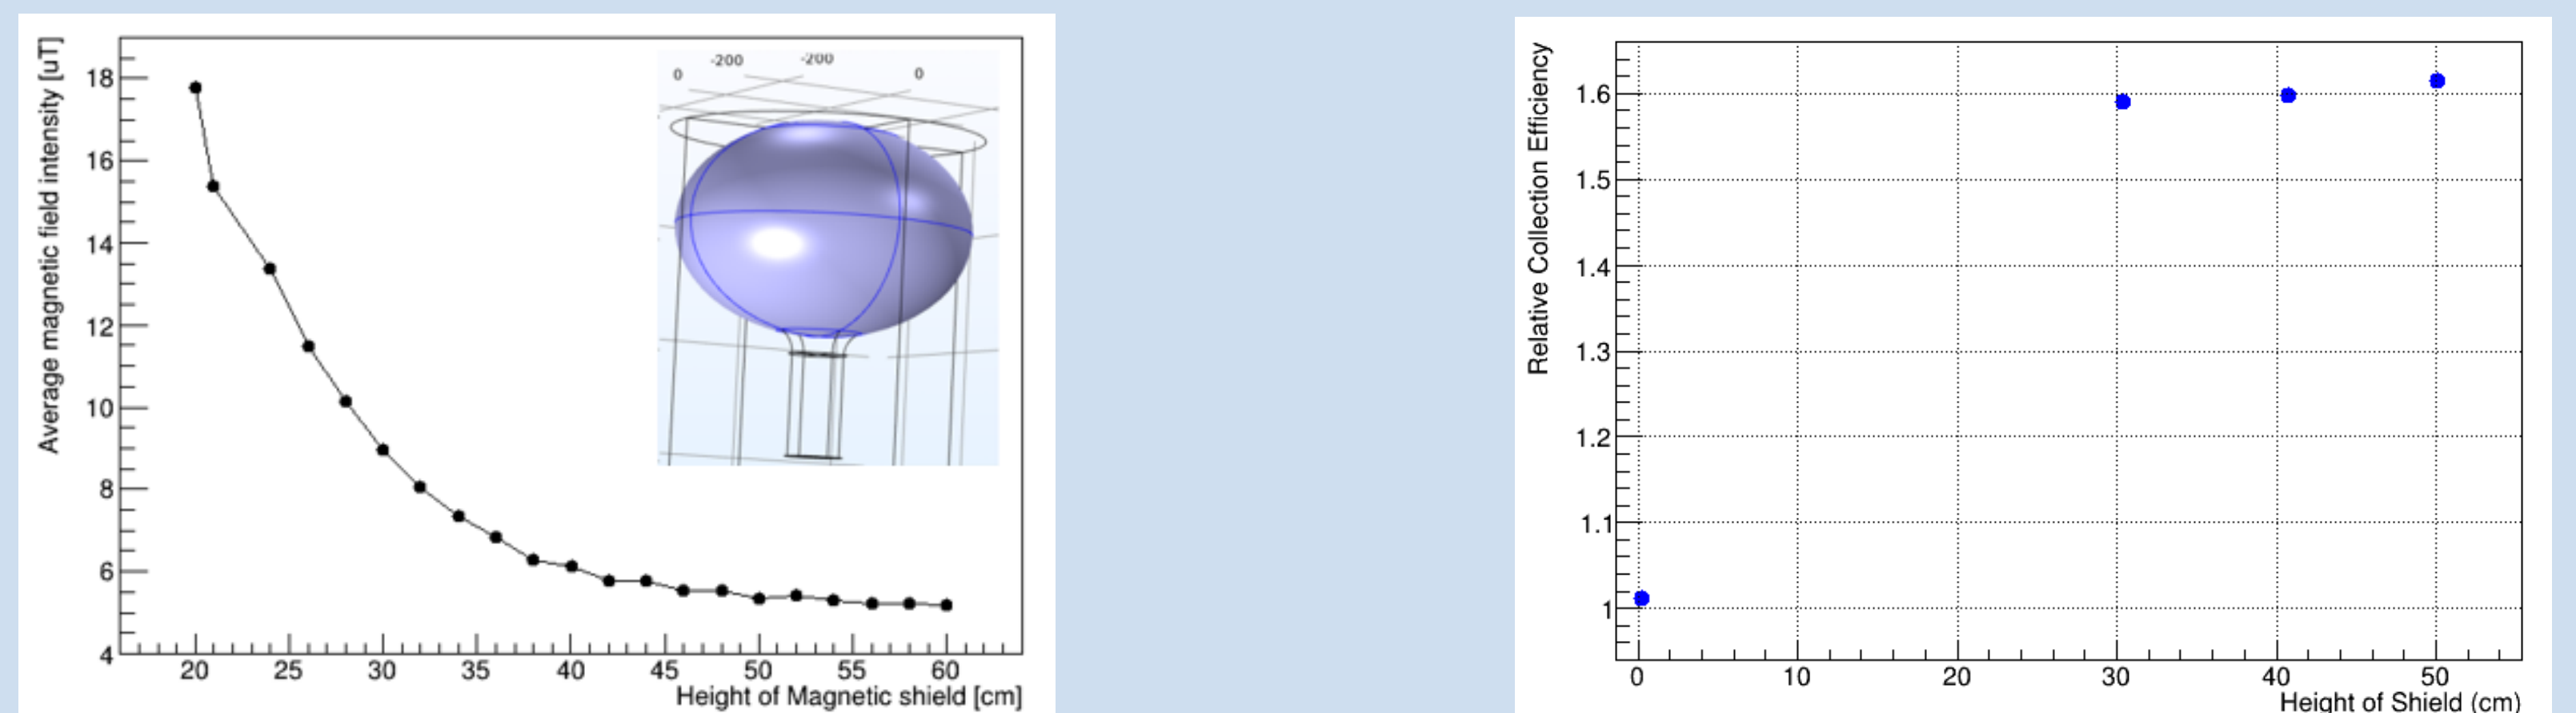 Average magnetic field intensity [uT]
18
16
14
12
10
8
6
4
20 25 30 35 40 45 50 55 60
Height of Magnetic shield [cm]
0 -200 -200 0
Relative Collection Efficiency
1.6
1.5
1.4
1.3
1.2
1.1
1
0 10 20 30 40 50
Height of Shield (cm)